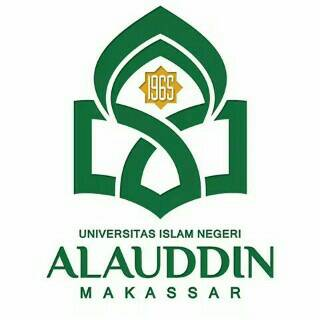 1965
UNIVERSITAS ISLAM NEGERI
ALAUDDIN
MAKASSAR